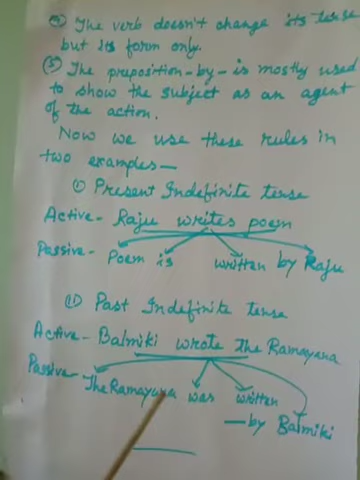 ④ The verb doesn't change its tense
but its form only.
⑤ The preposition-by-is mostly used
to show the subject as an agent
of the action.
Now we use these rules in
two examples—
① Present Indefinite tense
Active- Raju writes poem
Passive- Poem is written by Raju
⑪ Past Indefinite tense
Active- Balmiki wrote the Ramayana
Passive- The Ramayana was written
—by Balmiki